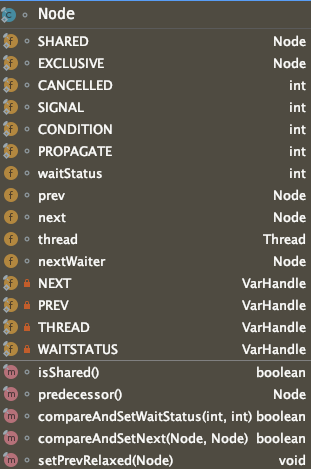 Node
SHARED Node
EXCLUSIVE Node
CANCELLED int
SIGNAL int
CONDITION int
PROPAGATE int
waitStatus int
prev Node
next Node
thread Thread
nextWaiter Node
NEXT VarHandle
PREV VarHandle
THREAD VarHandle
WAITSTATUS VarHandle
isShared() boolean
predecessor() Node
compareAndSetWaitStatus(int, int) boolean
compareAndSetNext(Node, Node) boolean
setPrevRelaxed(Node) void